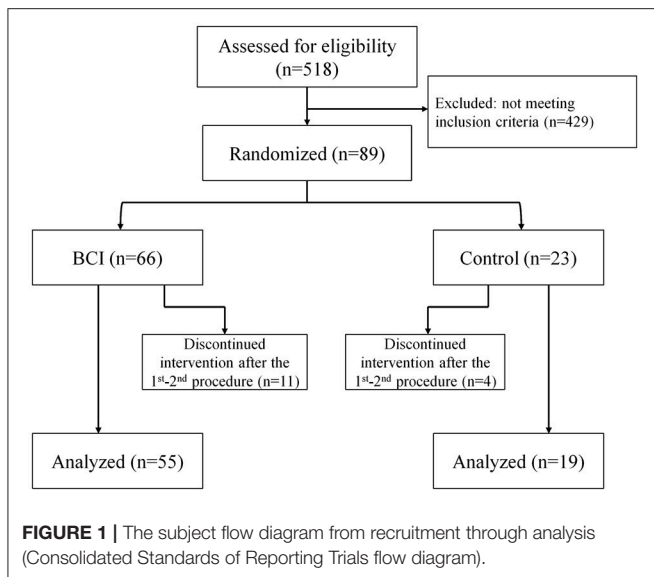 Assessed for eligibility
(n=518)
Excluded: not meeting
inclusion criteria (n=429)
Randomized (n=89)
BCI (n=66)
Control (n=23)
Discontinued
intervention after the
1st-2nd procedure (n=11)
Discontinued
intervention after the
1st-2nd procedure (n=4)
Analyzed (n=55)
Analyzed (n=19)
FIGURE 1 | The subject flow diagram from recruitment through analysis
(Consolidated Standards of Reporting Trials flow diagram).